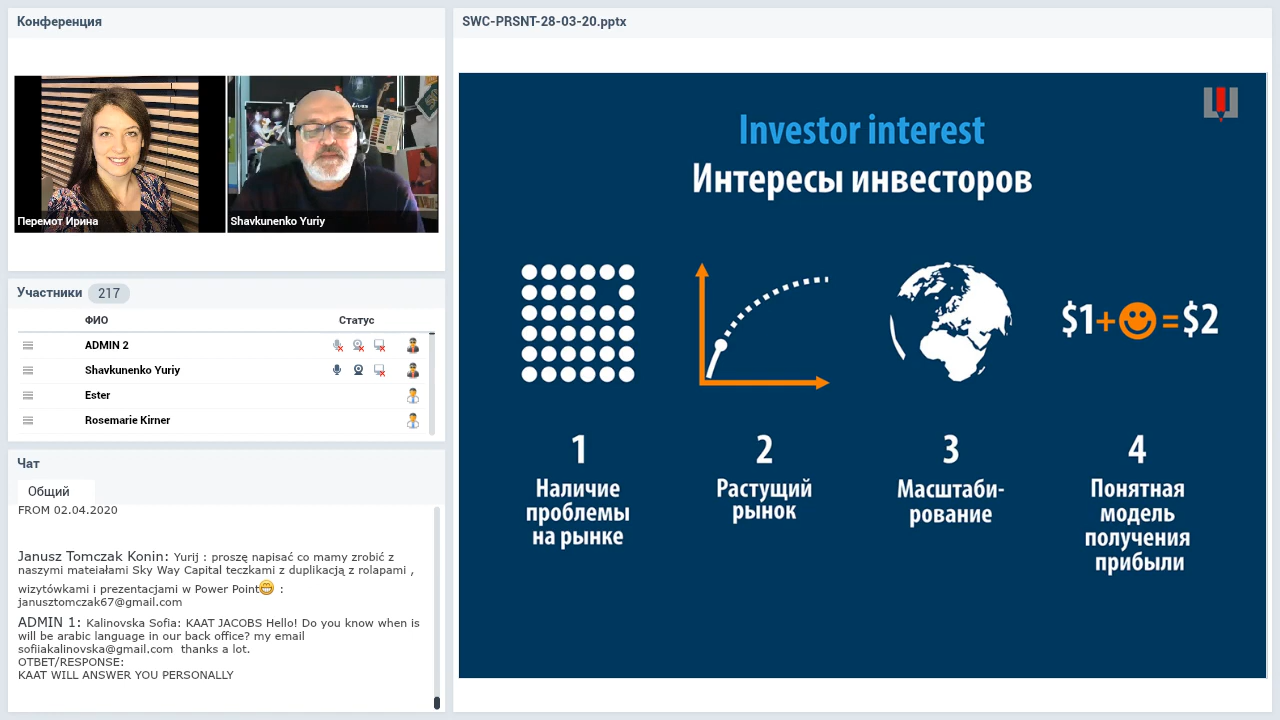 Конференция
Перемот Ирина
Shavkunenko Yuriy
Участники 217
ФИО Статус
ADMIN 2
Shavkunenko Yuriy
Ester
Rosemarie Kirner
Чат
Общий
FROM 02.04.2020
Janusz Tomczak Konin: Yurij : proszę napisać co mamy zrobić z
naszymi mateiałami Sky Way Capital teczkami z duplikacją z rolapami ,
wizytówkami i prezentacjami w Power Point :
janusztomczak67@gmail.com
ADMIN 1: Kalinovska Sofia: KAAT JACOBS Hello! Do you know when is
will be arabic language in our back office? my email
sofiiakalinovska@gmail.com thanks a lot.
ОТВЕТ/RESPONSE:
KAAT WILL ANSWER YOU PERSONALLY
SWC-PRSNT-28-03-20.pptx
Investor interest
Интересы инвесторов
$1+=$2
1
Наличие
проблемы
на рынке
2
Растущий
рынок
3
Масштаби-
рование
4
Понятная
модель
получения
прибыли